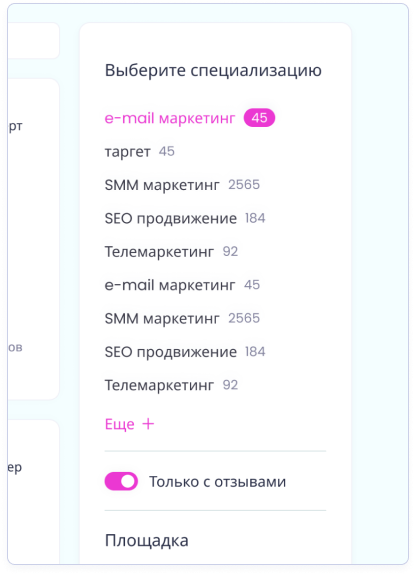 Выберите специализацию
e-mail маркетинг 45
таргет 45
SMM маркетинг 2565
SEO продвижение 184
Телемаркетинг 92
e-mail маркетинг 45
SMM маркетинг 2565
SEO продвижение 184
Телемаркетинг 92
Еще +
Только с отзывами
Площадка
рт
ов
ер